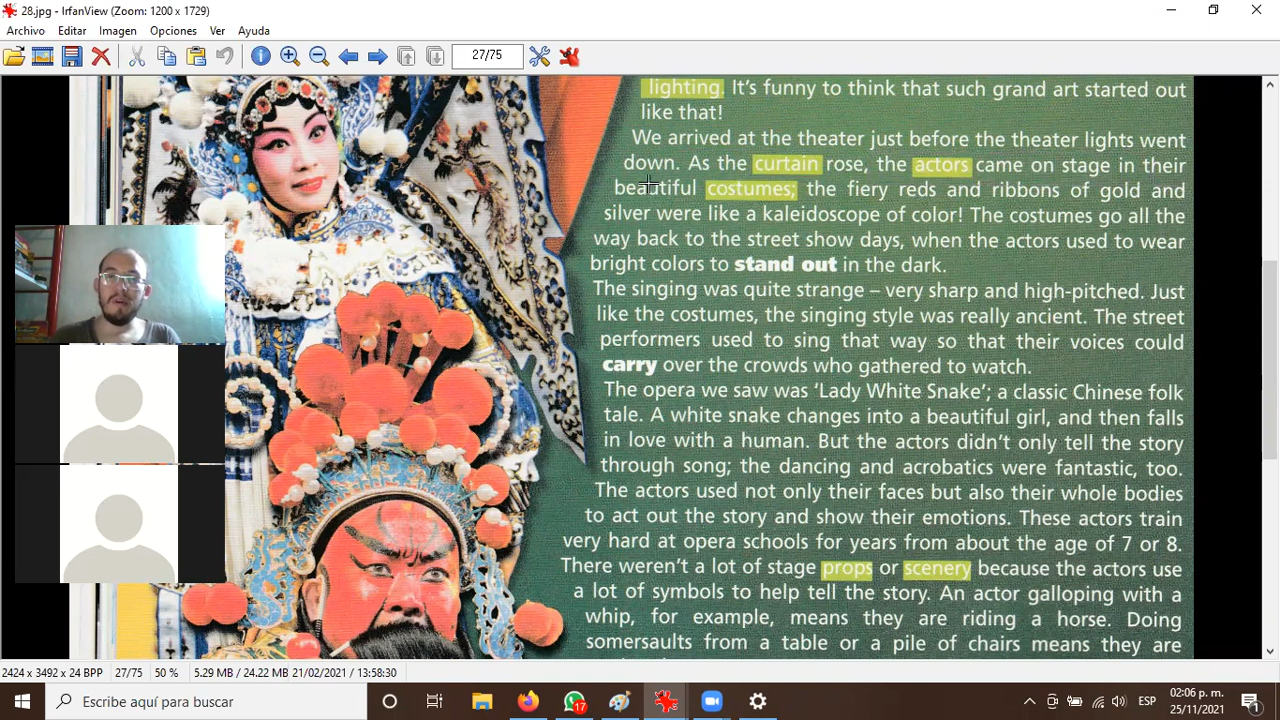 28.jpg - IrfanView (Zoom: 1200 x 1729)
Archivo Editar Imagen Opciones Ver Ayuda
27/75
lighting. It's funny to think that such grand art started out
like that!
We arrived at the theater just before the theater lights went
down. As the curtain rose, the actors came on stage in their
beautiful costumes; the fiery reds and ribbons of gold and
silver were like a kaleidoscope of color! The costumes go all the
way back to the street show days, when the actors used to wear
bright colors to stand out in the dark.
The singing was quite strange – very sharp and high-pitched. Just
like the costumes, the singing style was really ancient. The street
performers used to sing that way so that their voices could
carry over the crowds who gathered to watch.
The opera we saw was 'Lady White Snake'; a classic Chinese folk
tale. A white snake changes into a beautiful girl, and then falls
in love with a human. But the actors didn't only tell the story
through song; the dancing and acrobatics were fantastic, too.
The actors used not only their faces but also their whole bodies
to act out the story and show their emotions. These actors train
very hard at opera schools for years from about the age of 7 or 8.
There weren't a lot of stage props or scenery because the actors use
a lot of symbols to help tell the story. An actor galloping with a
whip, for example, means they are riding a horse. Doing
somersaults from a table or a pile of chairs means they are
2424 x 3492 x 24 BPP 27/75 50 % 5.29 MB / 24.22 MB 21/02/2021 / 13:58:30
Escribe aquí para buscar
17
ESP
02:06 p. m.
25/11/2021
1